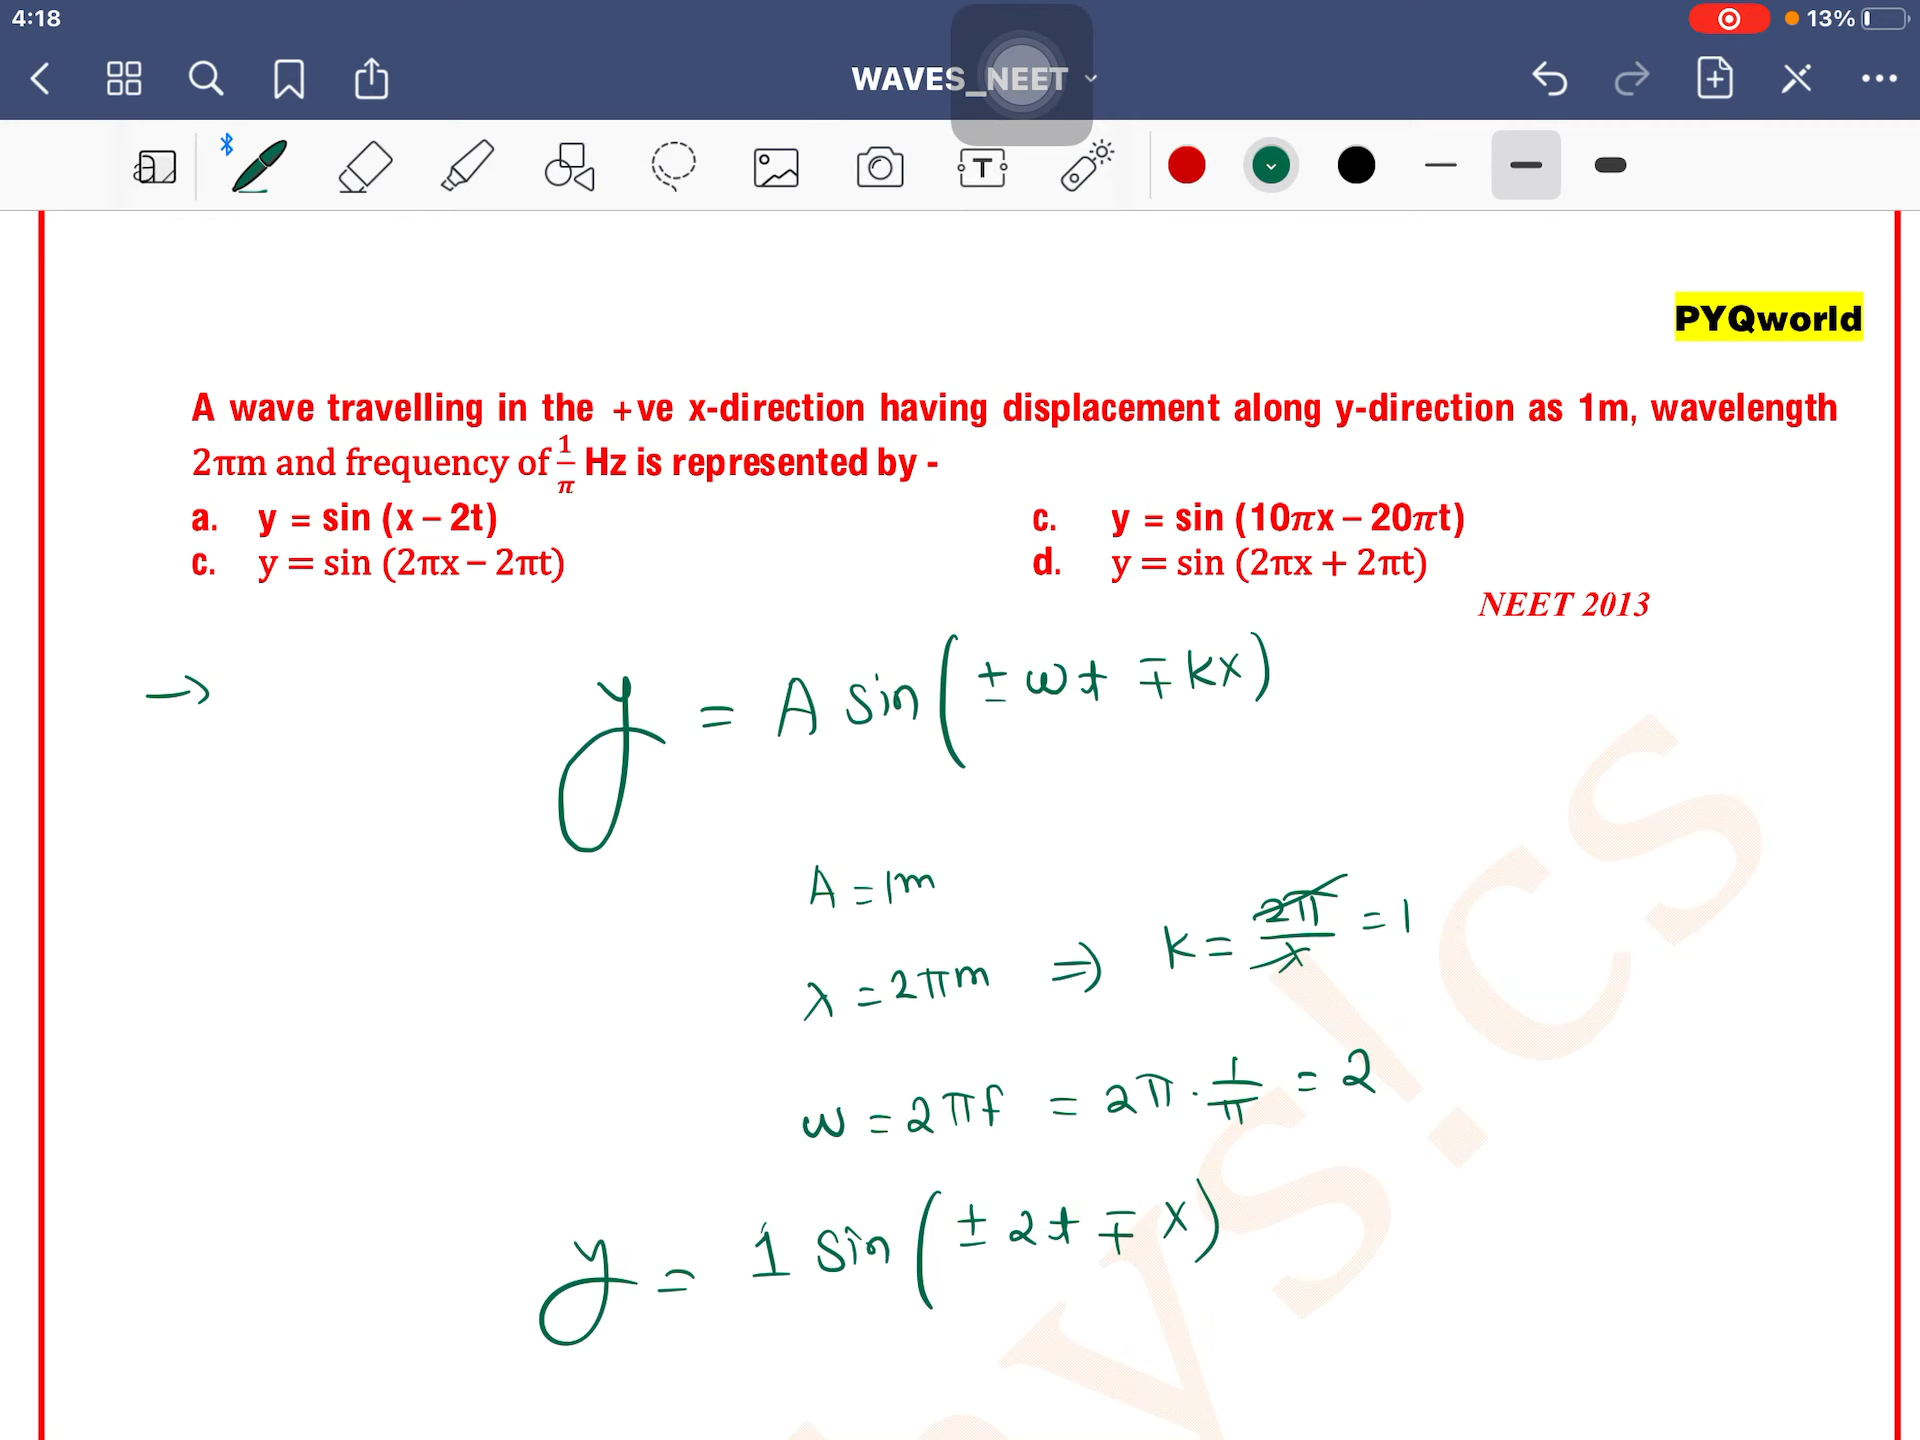 4:18
13%
WAVES_NEET
PYQworld
A wave travelling in the +ve x-direction having displacement along y-direction as 1m, wavelength
2πm and frequency of 1/π Hz is represented by -
a. y = sin (x – 2t)
c. y = sin (10πx – 20πt)
c. y = sin (2πx – 2πt)
d. y = sin (2πx + 2πt)
NEET 2013
→ y = A sin(± ωt ∓ kx)
A = 1m
λ = 2πm ⇒ k = 2π/λ = 1
ω = 2πf = 2π · 1/π = 2
y = 1 sin(± 2t ∓ x)
ys!cs